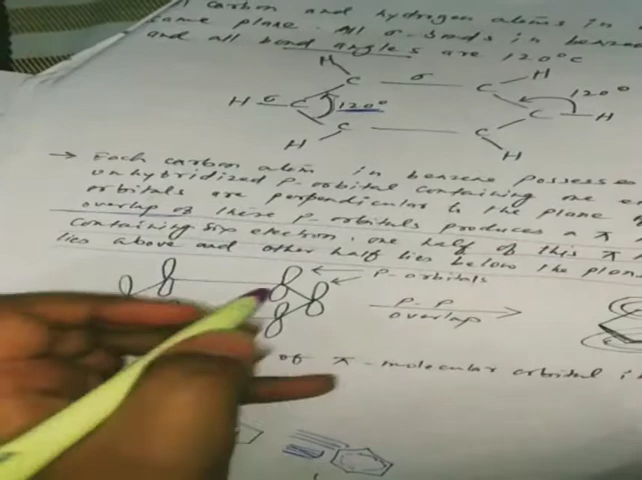 carbon and hydrogen atoms in
same plane. All σ-bonds in benzene
and all bond angles are 120°C
H
C σ C H
120°
H σ C 120° C H
C C
H H
→ Each carbon atom in benzene possesses
unhybridized p-orbital containing one
orbitals are perpendicular to the plane of
overlap of these p orbitals produces a π
containing six electron, one half of this π
lies above and other half lies below the plane
p-orbitals
p-p
overlap
of π-molecular orbital